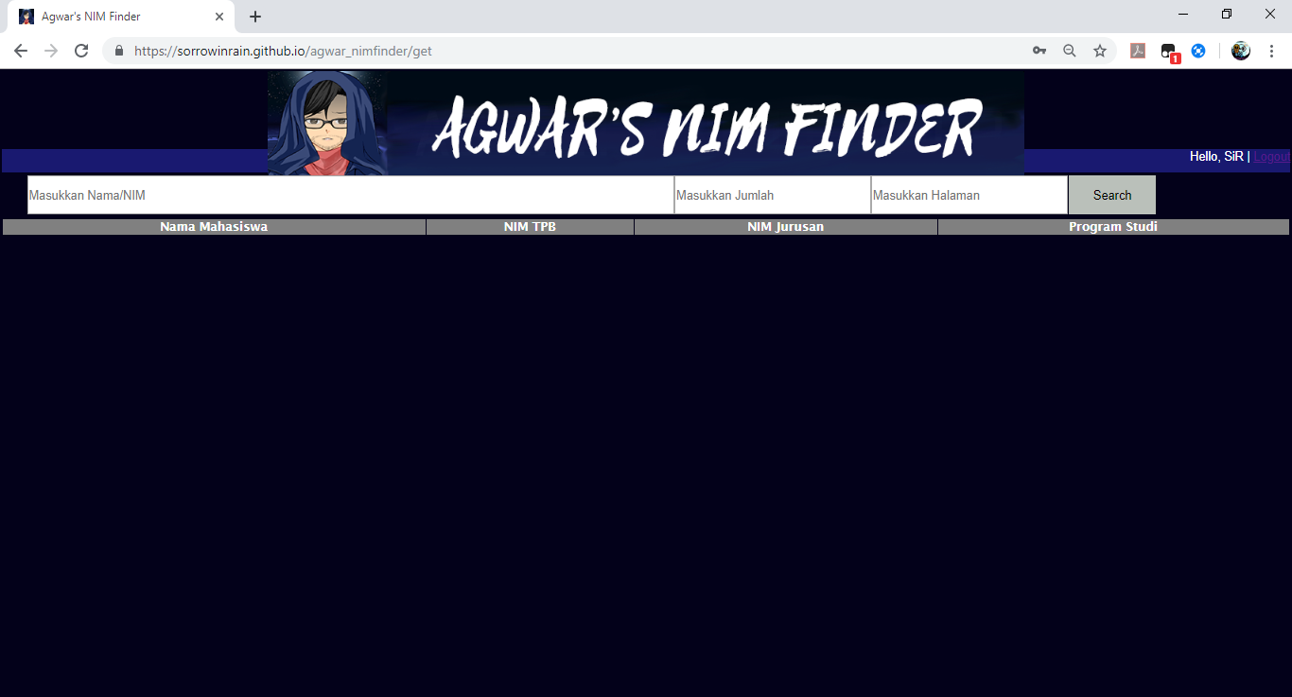 Agwar's NIM Finder
https://sorrowinrain.github.io/agwar_nimfinder/get
1
AGWAR'S NIM FINDER
Hello, SiR | Logout
Masukkan Nama/NIM Masukkan Jumlah Masukkan Halaman Search
Nama Mahasiswa NIM TPB NIM Jurusan Program Studi